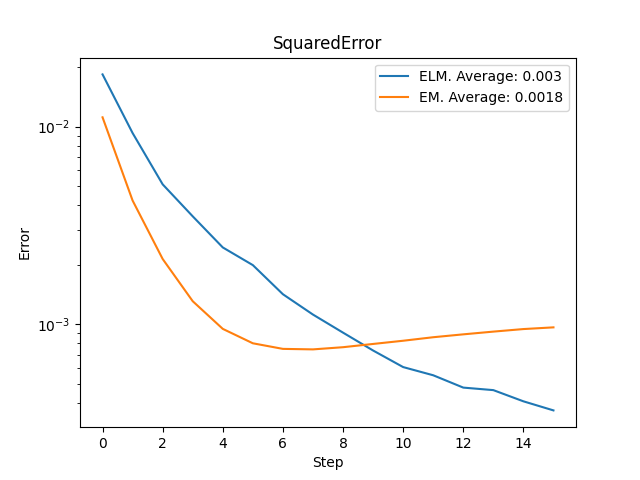 SquaredError
ELM. Average: 0.003
EM. Average: 0.0018
Error
10⁻²
10⁻³
0 2 4 6 8 10 12 14
Step